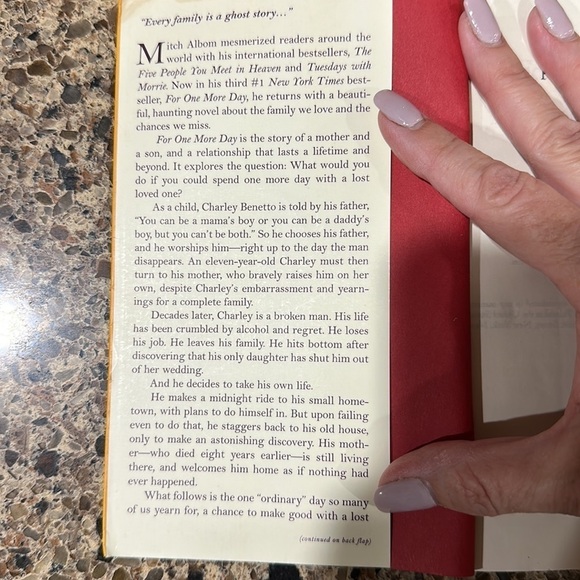 "Every family is a ghost story..."
Mitch Albom mesmerized readers around the
world with his international bestsellers, The
Five People You Meet in Heaven and Tuesdays with
Morrie. Now in his third #1 New York Times best-
seller, For One More Day, he returns with a beauti-
ful, haunting novel about the family we love and the
chances we miss.
For One More Day is the story of a mother and
a son, and a relationship that lasts a lifetime and
beyond. It explores the question: What would you
do if you could spend one more day with a lost
loved one?
As a child, Charley Benetto is told by his father,
"You can be a mama's boy or you can be a daddy's
boy, but you can't be both." So he chooses his father,
and he worships him—right up to the day the man
disappears. An eleven-year-old Charley must then
turn to his mother, who bravely raises him on her
own, despite Charley's embarrassment and yearn-
ings for a complete family.
Decades later, Charley is a broken man. His life
has been crumbled by alcohol and regret. He loses
his job. He leaves his family. He hits bottom after
discovering that his only daughter has shut him out
of her wedding.
And he decides to take his own life.
He makes a midnight ride to his small home-
town, with plans to do himself in. But upon failing
even to do that, he staggers back to his old house,
only to make an astonishing discovery. His moth-
er—who died eight years earlier—is still living
there, and welcomes him home as if nothing had
ever happened.
What follows is the one "ordinary" day so many
of us yearn for, a chance to make good with a lost
(continued on back flap)